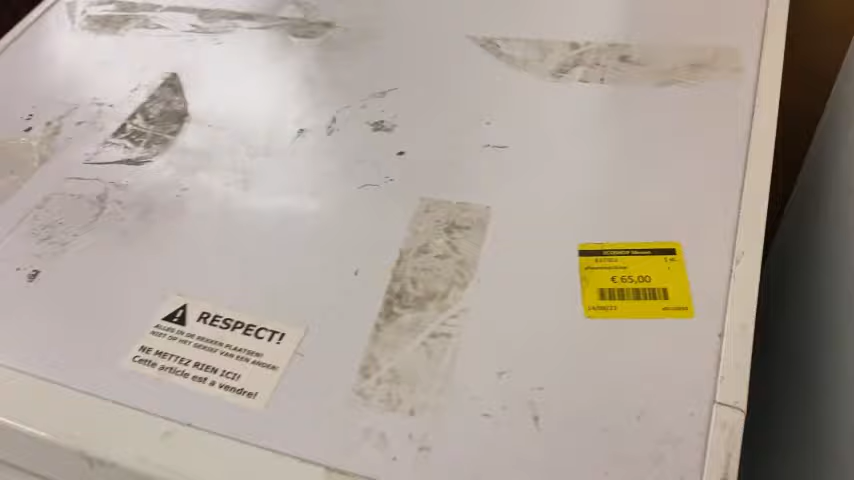 RESPECT!
ALLES IN DE REKKEN PLAATSEN!
NIET OP HET GERIEF VAN EEN ANDER!
NE METTEZ RIEN ICI!
Cette article est a vendre!
€ 65,00